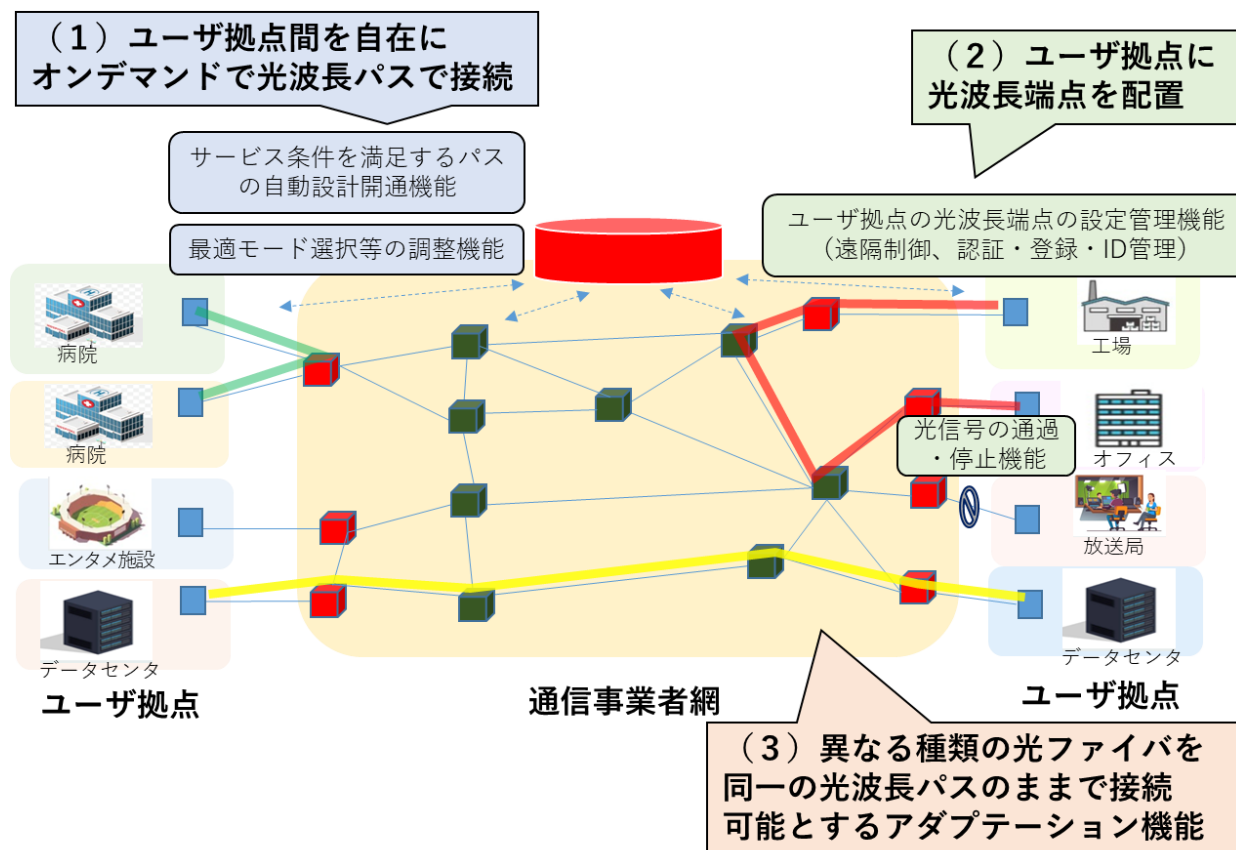 （１）ユーザ拠点間を自在に
オンデマンドで光波長パスで接続
（２）ユーザ拠点に
光波長端点を配置
サービス条件を満足するパス
の自動設計開通機能
最適モード選択等の調整機能
ユーザ拠点の光波長端点の設定管理機能
（遠隔制御、認証・登録・ID管理）
病院
工場
病院
光信号の通過
・停止機能
オフィス
エンタメ施設
放送局
データセンタ
データセンタ
ユーザ拠点
通信事業者網
ユーザ拠点
（３）異なる種類の光ファイバを
同一の光波長パスのままで接続
可能とするアダプテーション機能